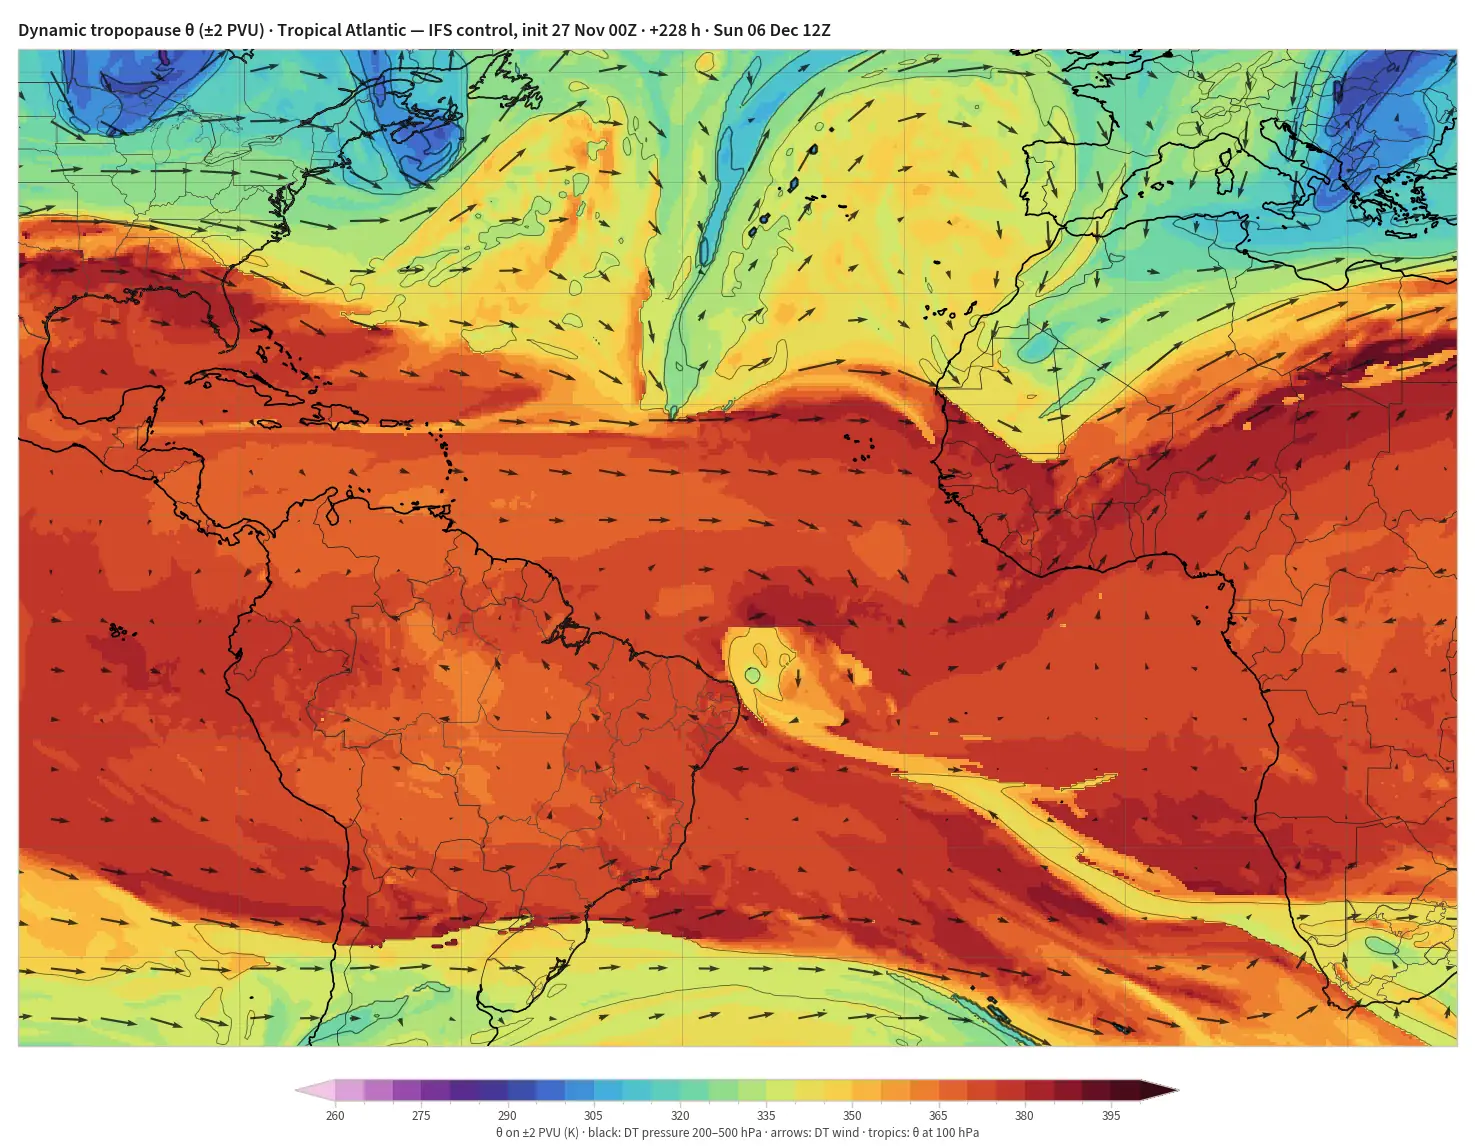 Dynamic tropopause θ (±2 PVU) · Tropical Atlantic — IFS control, init 27 Nov 00Z · +228 h · Sun 06 Dec 12Z
260 275 290 305 320 335 350 365 380 395
θ on ±2 PVU (K) · black: DT pressure 200–500 hPa · arrows: DT wind · tropics: θ at 100 hPa